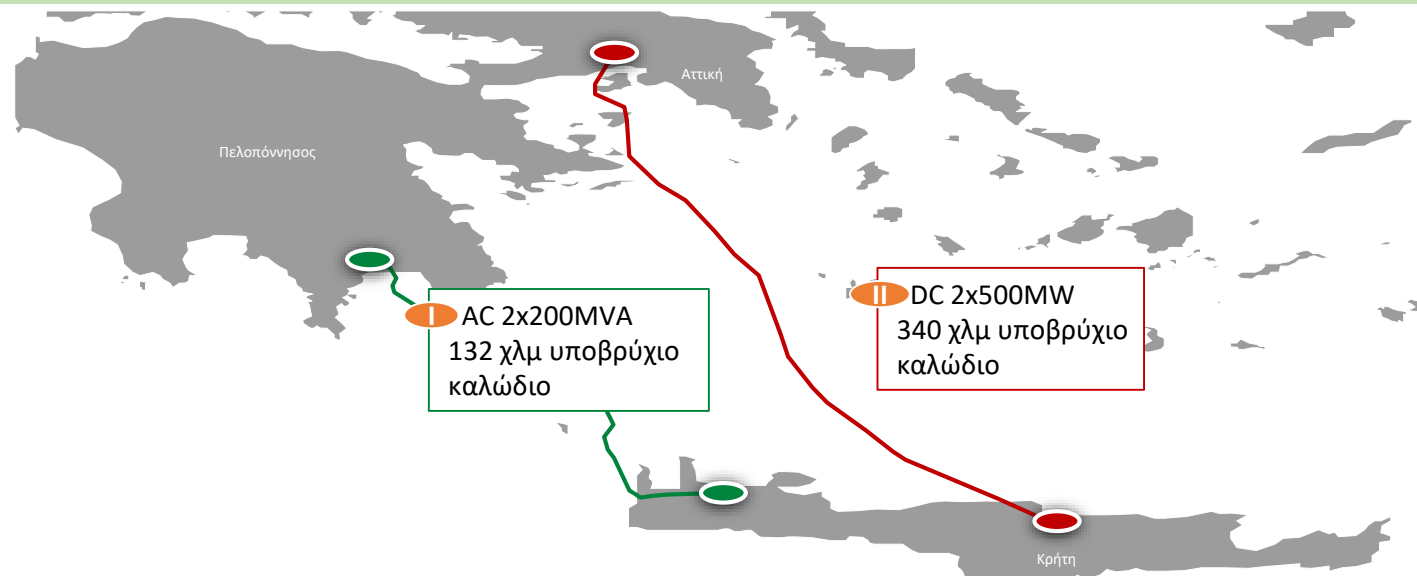 Αττική
Πελοπόννησος
I AC 2x200MVA
132 χλμ υποβρύχιο
καλώδιο
II DC 2x500MW
340 χλμ υποβρύχιο
καλώδιο
Κρήτη